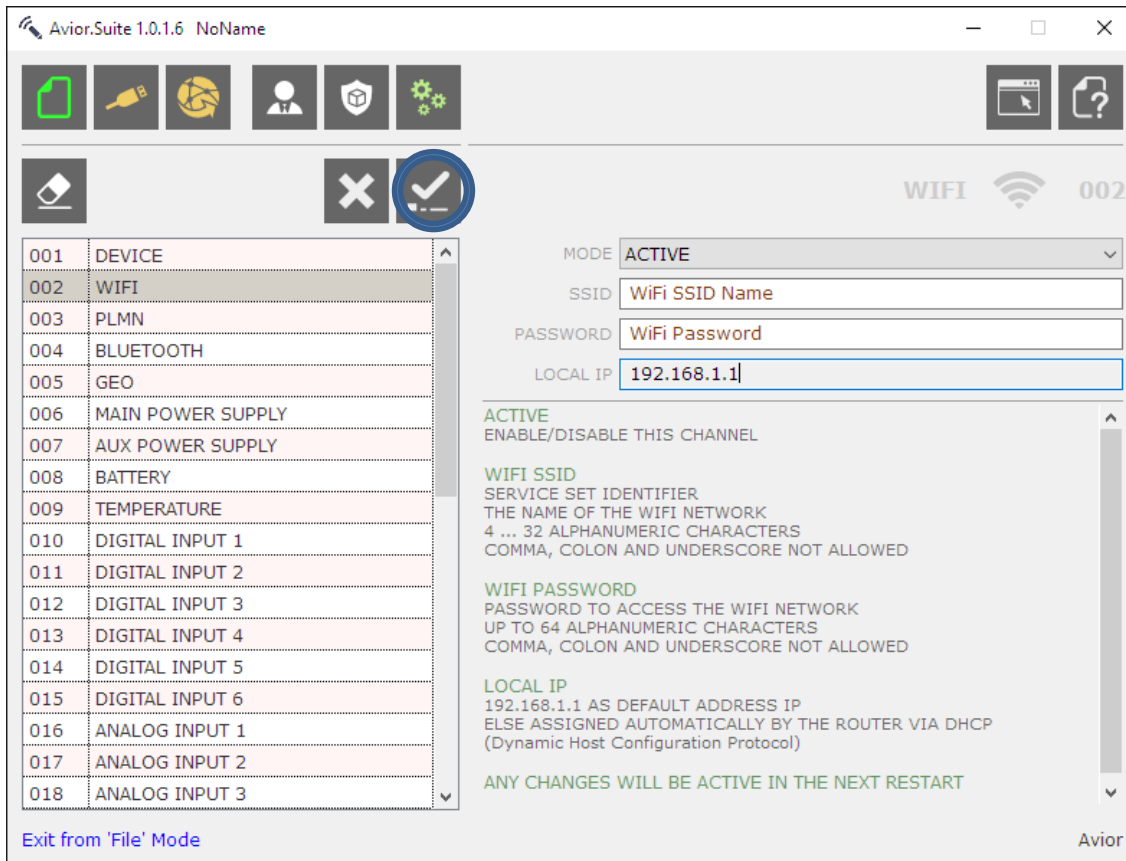 Avior.Suite 1.0.1.6 NoName
WIFI 002
001 DEVICE
002 WIFI
003 PLMN
004 BLUETOOTH
005 GEO
006 MAIN POWER SUPPLY
007 AUX POWER SUPPLY
008 BATTERY
009 TEMPERATURE
010 DIGITAL INPUT 1
011 DIGITAL INPUT 2
012 DIGITAL INPUT 3
013 DIGITAL INPUT 4
014 DIGITAL INPUT 5
015 DIGITAL INPUT 6
016 ANALOG INPUT 1
017 ANALOG INPUT 2
018 ANALOG INPUT 3
MODE ACTIVE
SSID WiFi SSID Name
PASSWORD WiFi Password
LOCAL IP 192.168.1.1
ACTIVE
ENABLE/DISABLE THIS CHANNEL
WIFI SSID
SERVICE SET IDENTIFIER
THE NAME OF THE WIFI NETWORK
4 ... 32 ALPHANUMERIC CHARACTERS
COMMA, COLON AND UNDERSCORE NOT ALLOWED
WIFI PASSWORD
PASSWORD TO ACCESS THE WIFI NETWORK
UP TO 64 ALPHANUMERIC CHARACTERS
COMMA, COLON AND UNDERSCORE NOT ALLOWED
LOCAL IP
192.168.1.1 AS DEFAULT ADDRESS IP
ELSE ASSIGNED AUTOMATICALLY BY THE ROUTER VIA DHCP
(Dynamic Host Configuration Protocol)
ANY CHANGES WILL BE ACTIVE IN THE NEXT RESTART
Exit from 'File' Mode
Avior